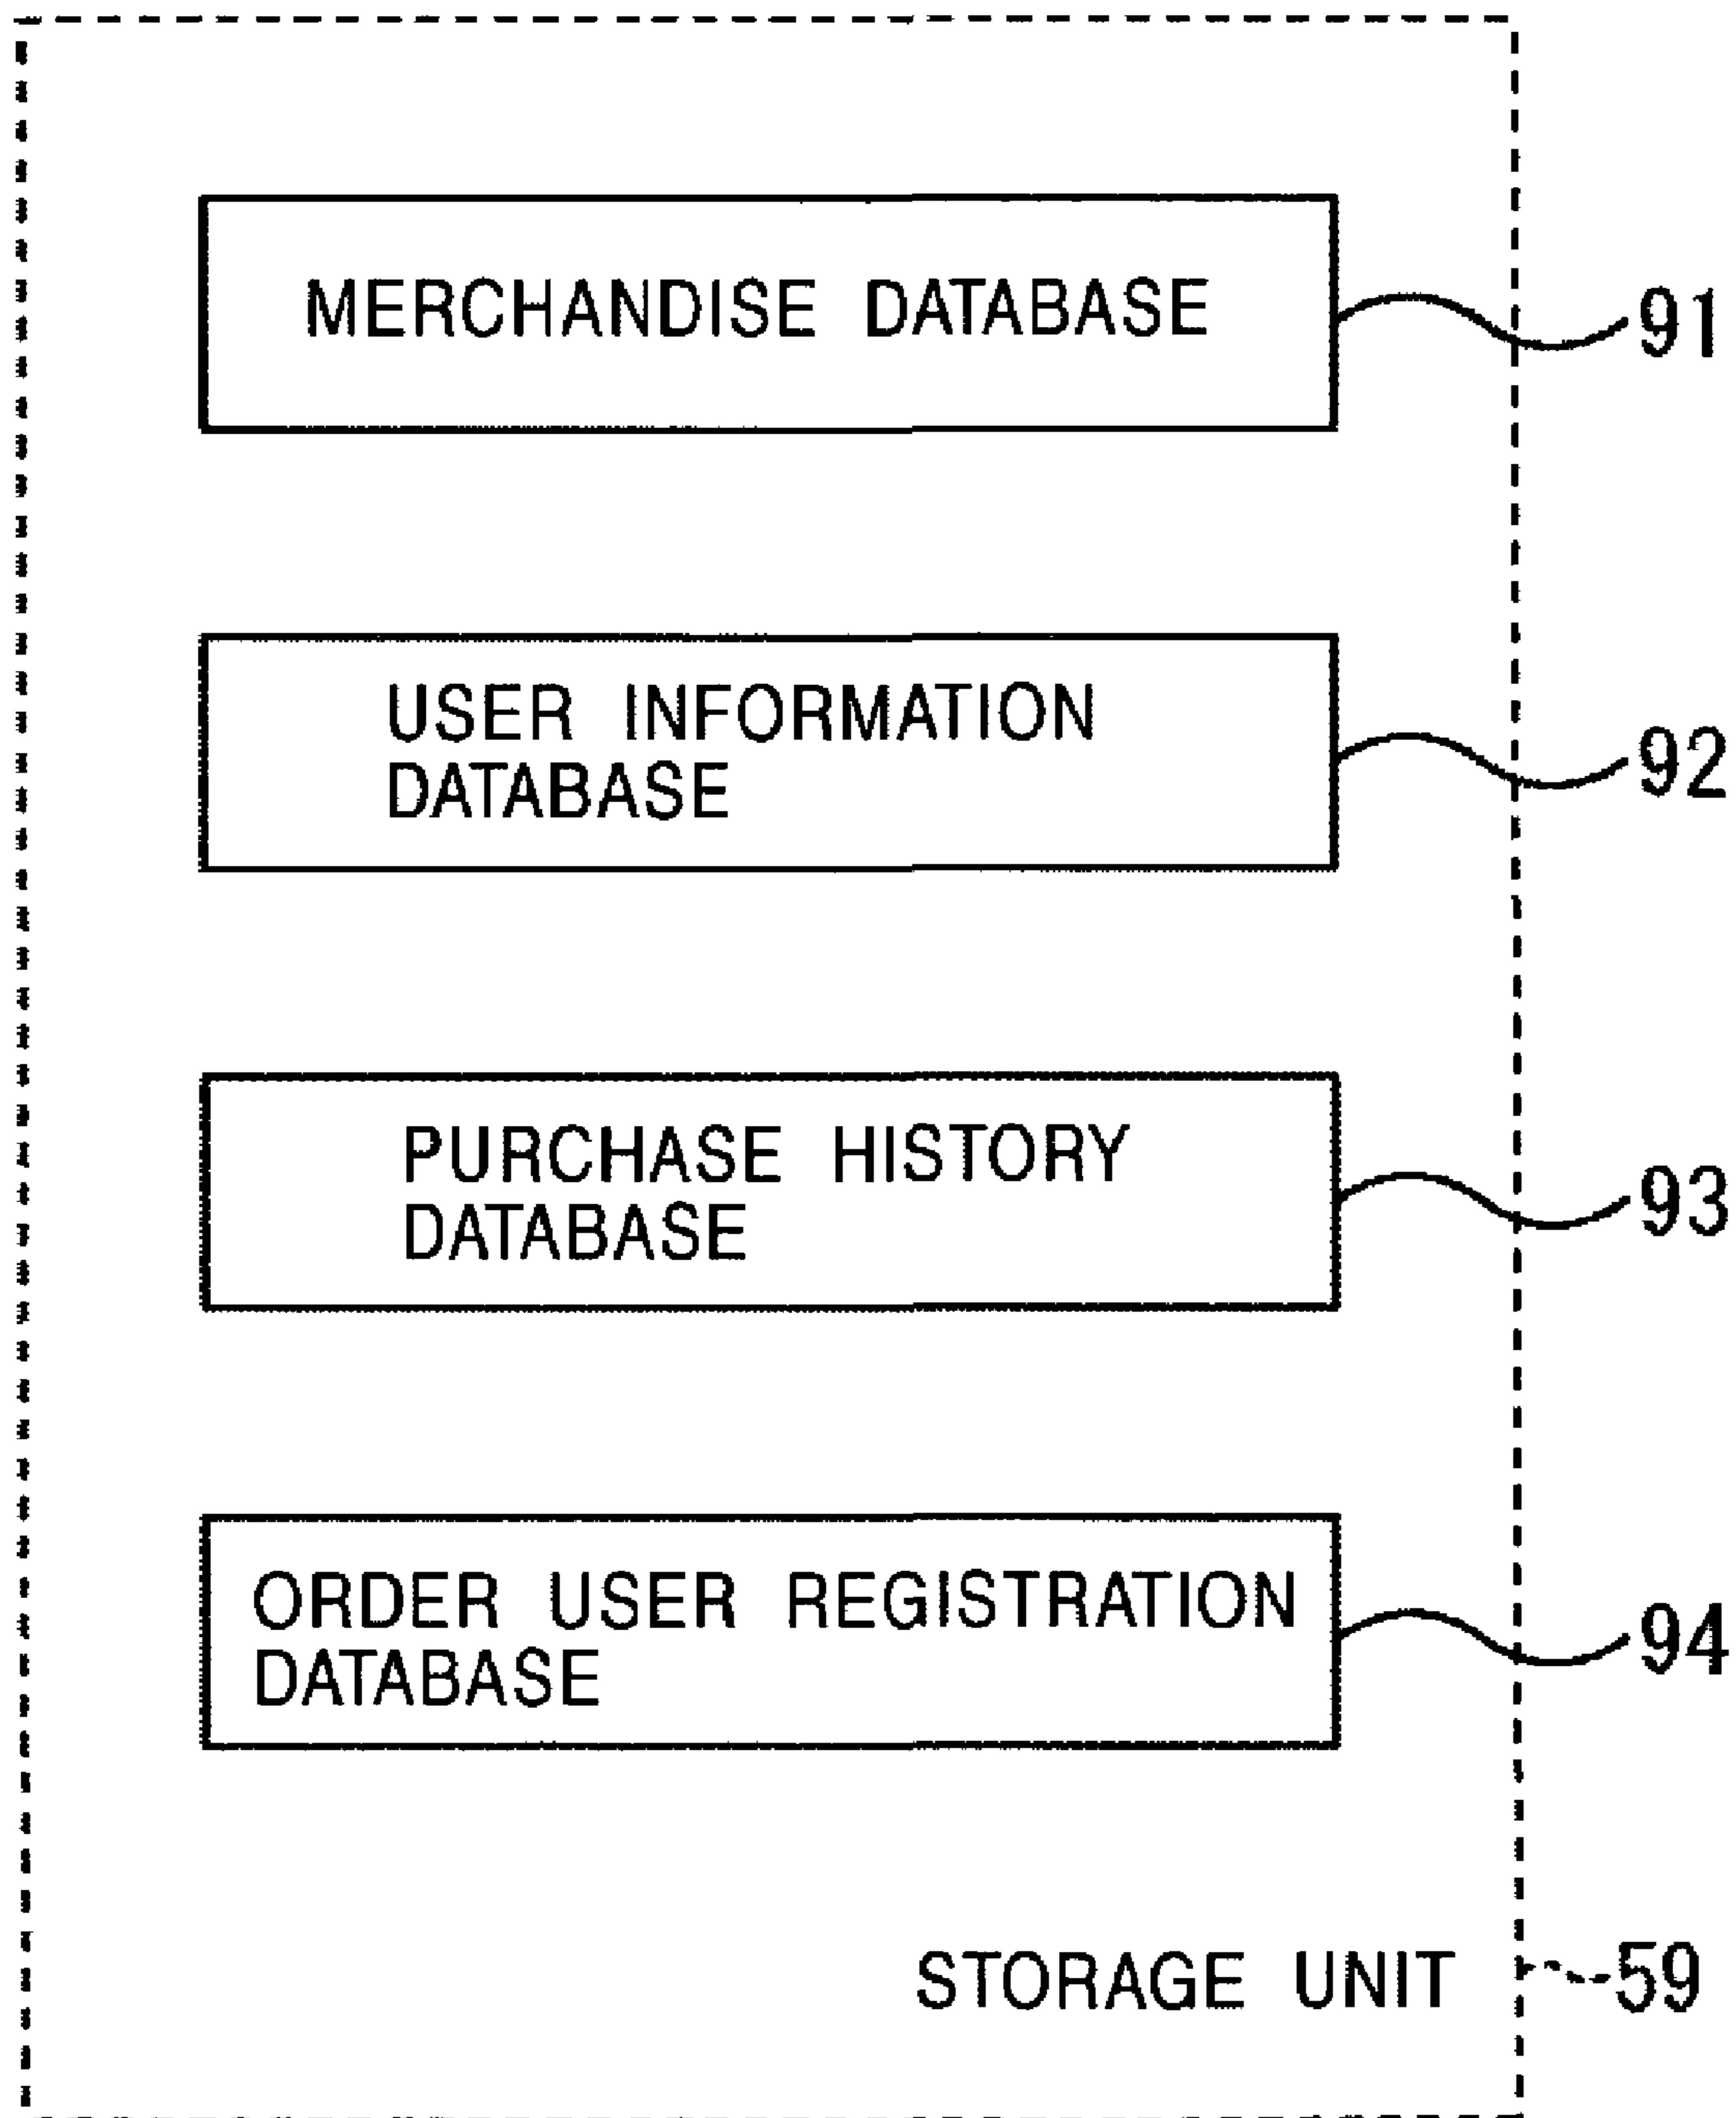 MERCHANDISE DATABASE
91
USER INFORMATION
DATABASE
92
PURCHASE HISTORY
DATABASE
93
ORDER USER REGISTRATION
DATABASE
94
STORAGE UNIT
59